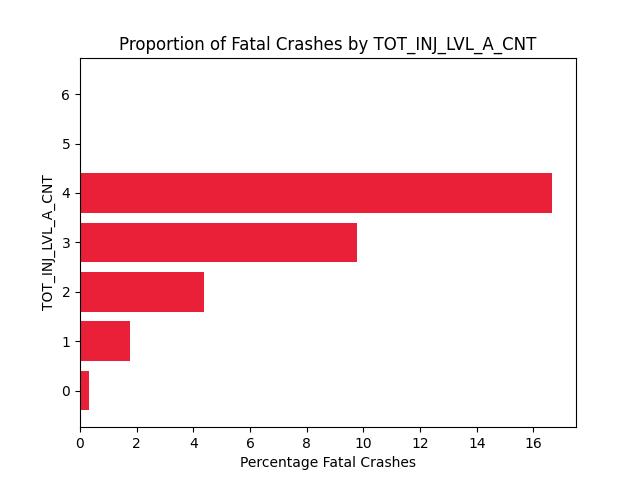 Proportion of Fatal Crashes by TOT_INJ_LVL_A_CNT
TOT_INJ_LVL_A_CNT
6
5
4
3
2
1
0
0 2 4 6 8 10 12 14 16
Percentage Fatal Crashes